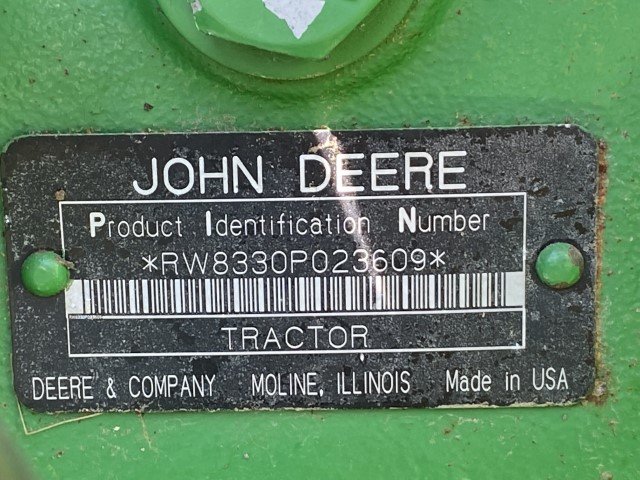 JOHN DEERE
Product Identification Number
*RW8330P023609*
TRACTOR
DEERE & COMPANY MOLINE, ILLINOIS Made in USA